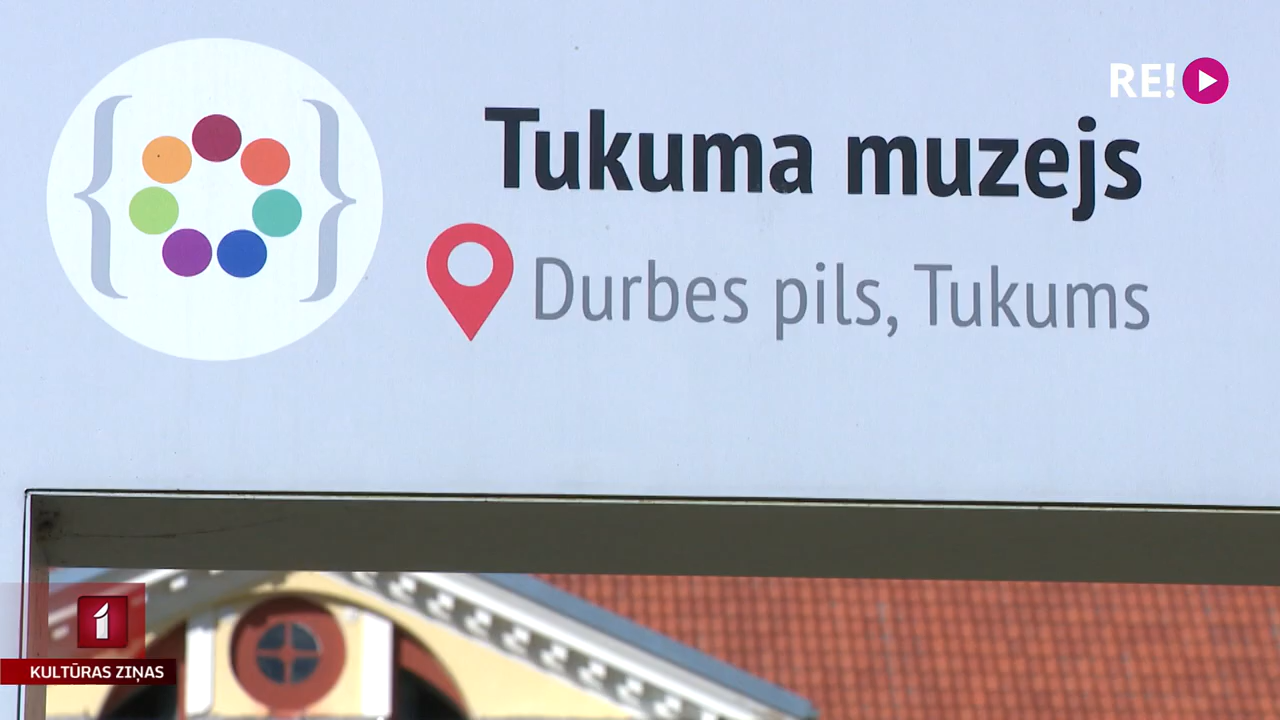 RE!
Tukuma muzejs
Durbes pils, Tukums
1
KULTŪRAS ZIŅAS